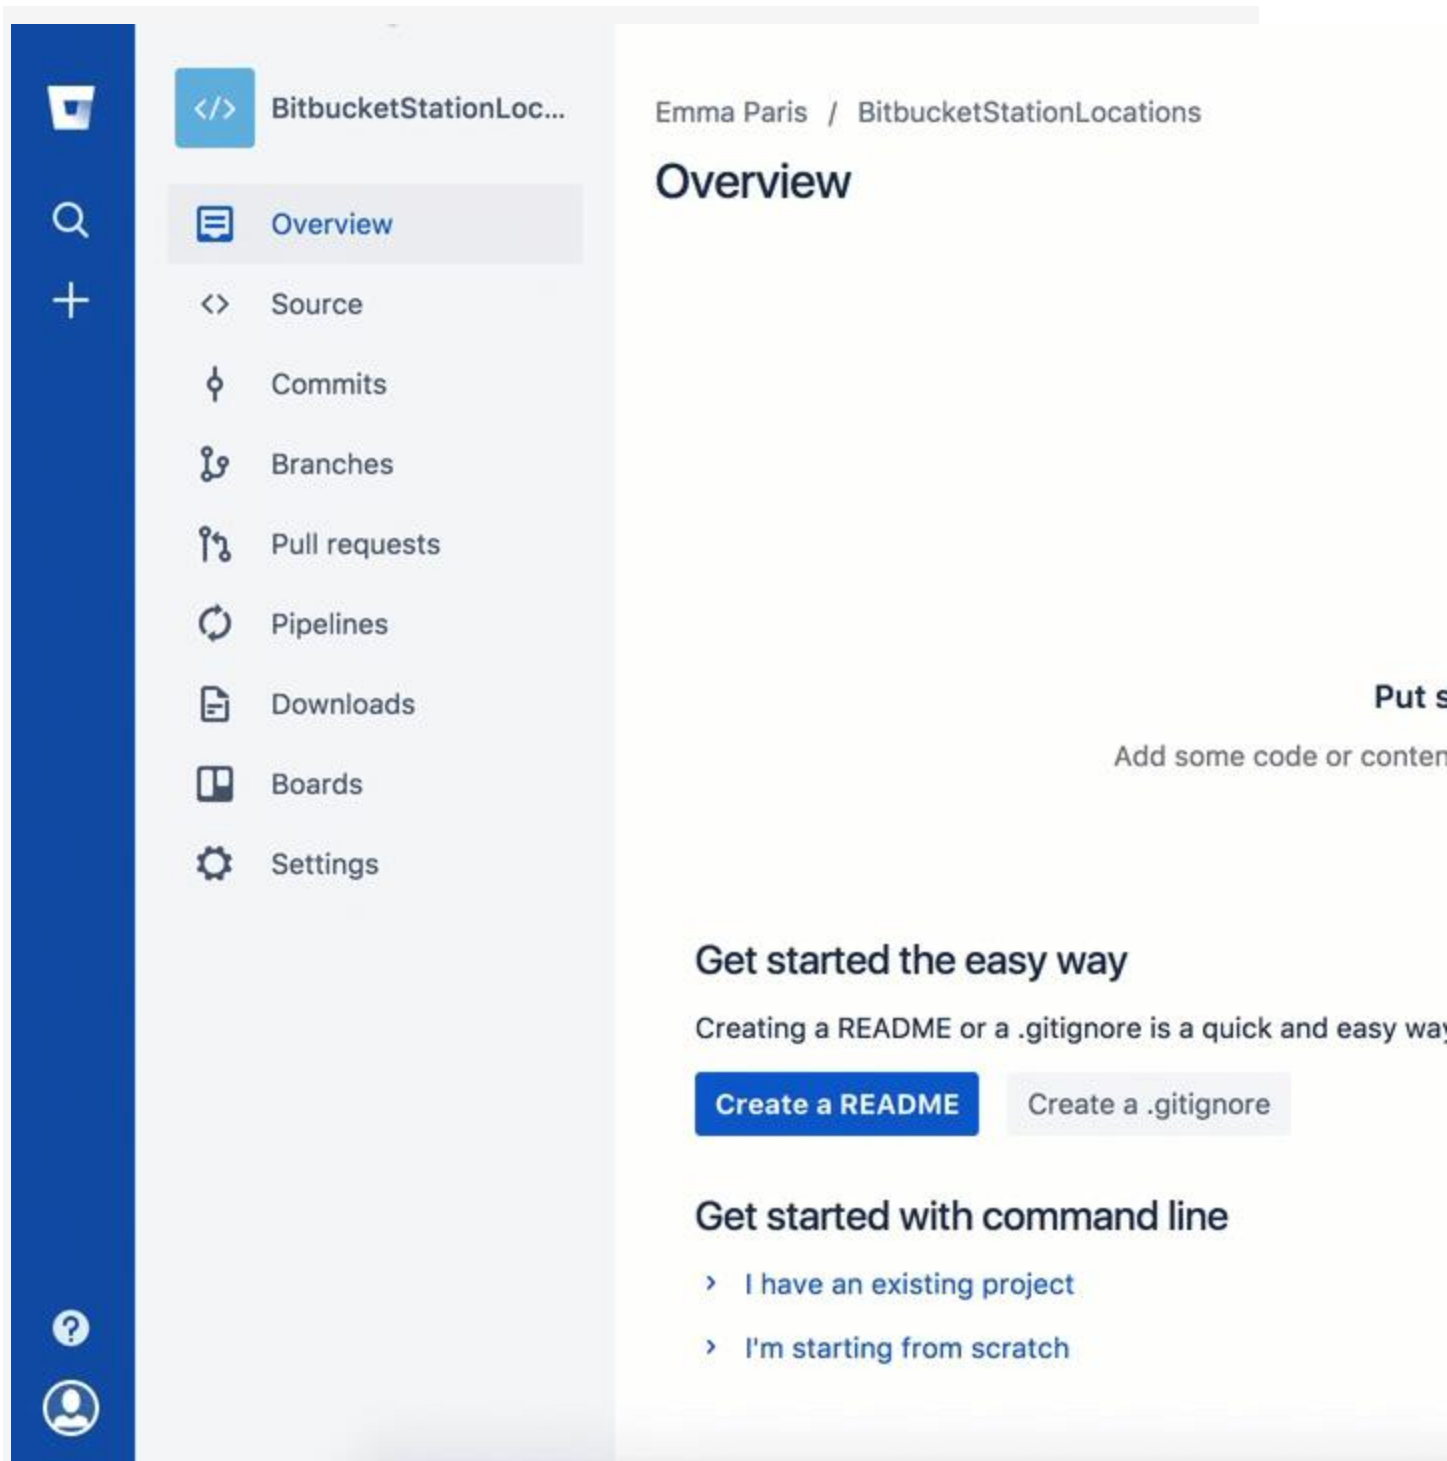 BitbucketStationLoc...
Overview
Source
Commits
Branches
Pull requests
Pipelines
Downloads
Boards
Settings
Emma Paris / BitbucketStationLocations
Overview
Put s
Add some code or conten
Get started the easy way
Creating a README or a .gitignore is a quick and easy way
Create a README
Create a .gitignore
Get started with command line
I have an existing project
I'm starting from scratch